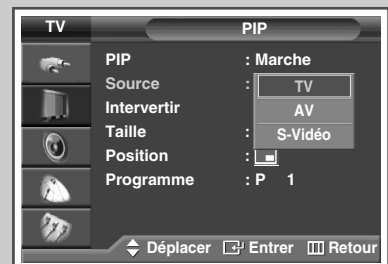 TV PIP
PIP : Marche
Source : TV
Intervertir AV
Taille : S-Vidéo
Position :
Programme : P 1
Déplacer Entrer Retour